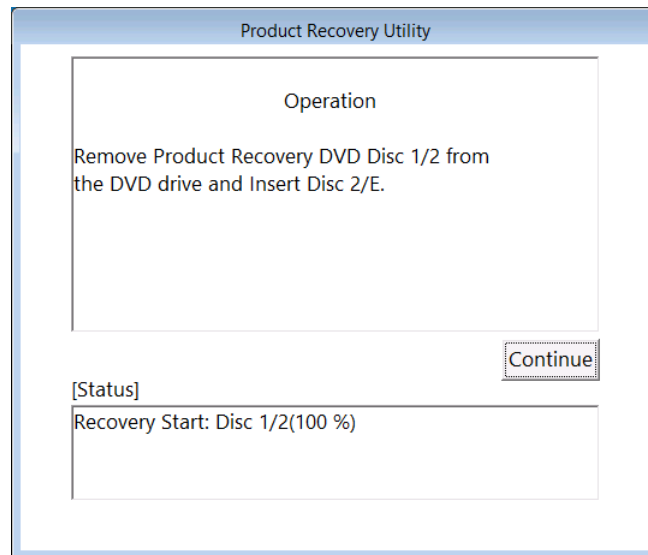 Product Recovery Utility
Operation
Remove Product Recovery DVD Disc 1/2 from
the DVD drive and Insert Disc 2/E.
Continue
[Status]
Recovery Start: Disc 1/2(100 %)